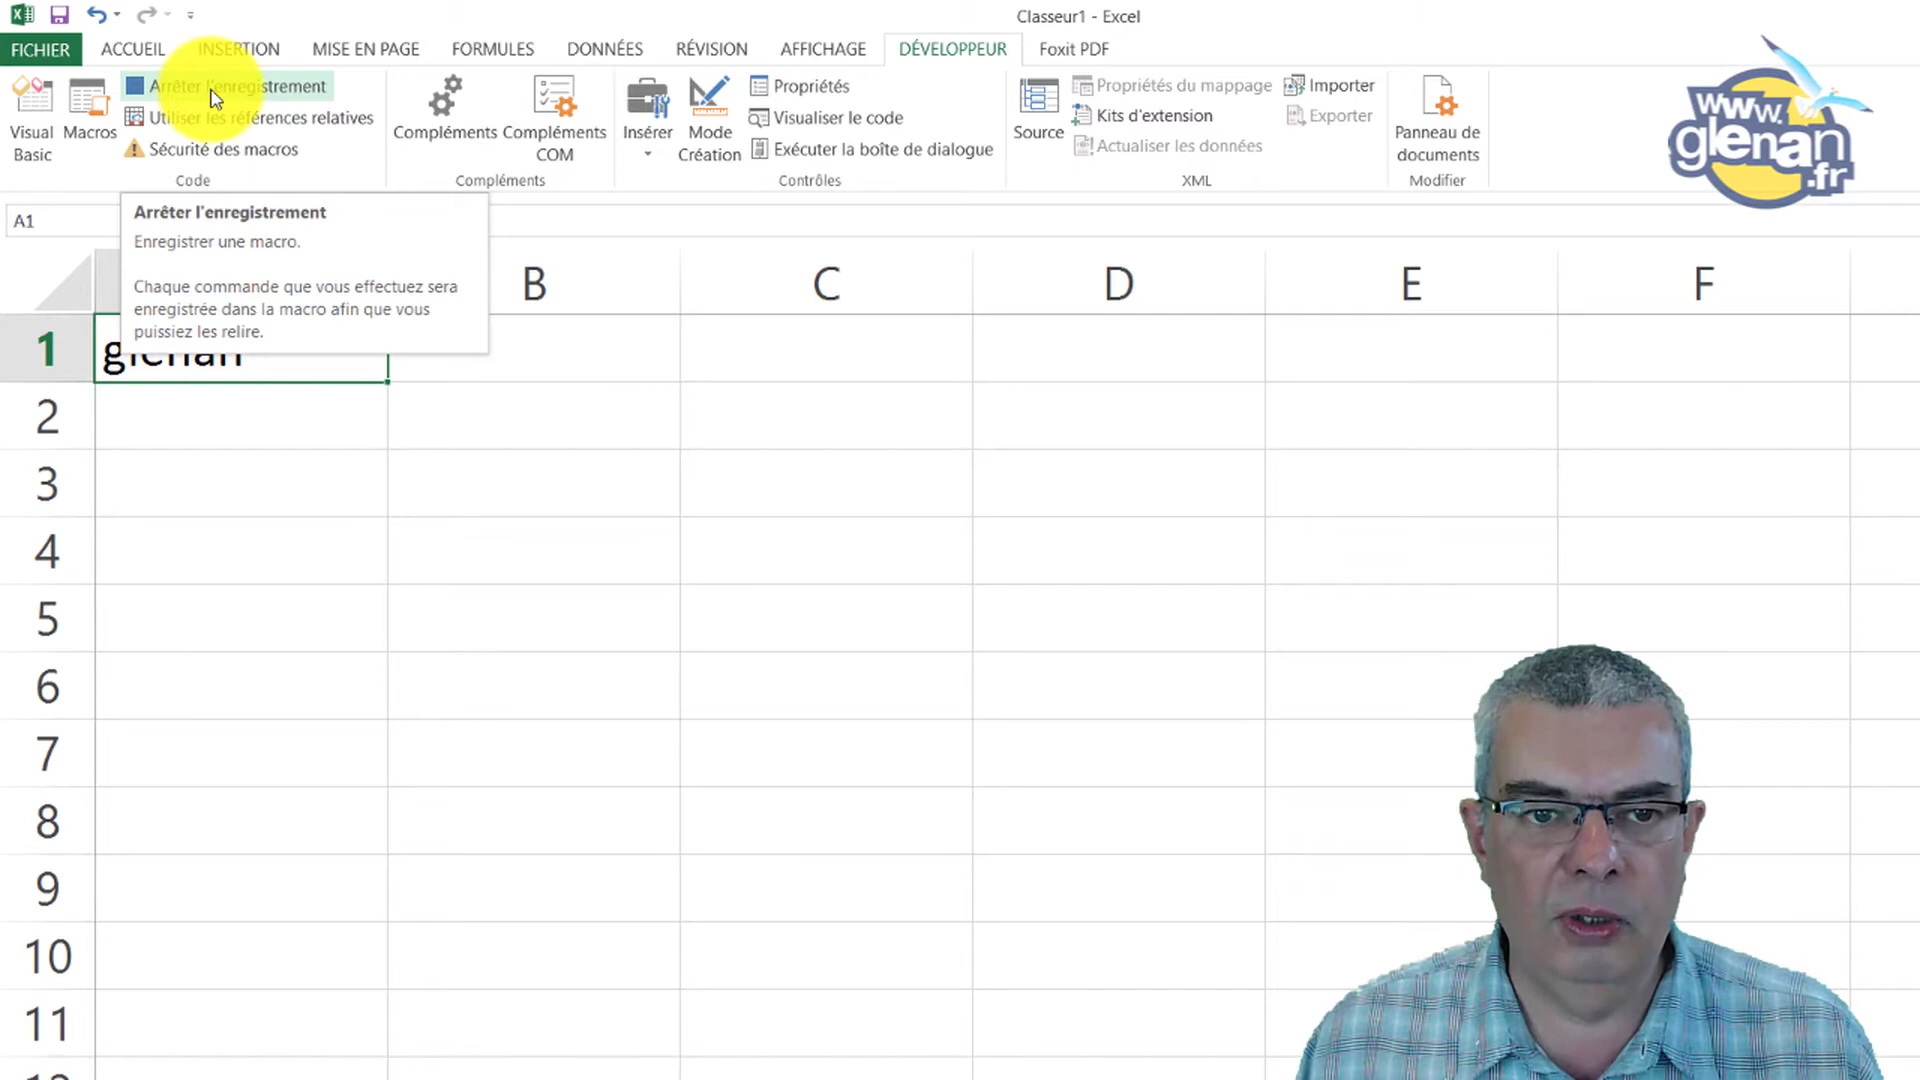 Classeur1 - Excel
FICHIER ACCUEIL INSERTION MISE EN PAGE FORMULES DONNÉES RÉVISION AFFICHAGE DÉVELOPPEUR Foxit PDF
Visual Basic
Macros
Arrêter l'enregistrement
Utiliser les références relatives
Sécurité des macros
Code
Compléments
Compléments COM
Compléments
Insérer
Mode Création
Propriétés
Visualiser le code
Exécuter la boîte de dialogue
Contrôles
Source
Propriétés du mappage
Kits d'extension
Actualiser les données
Importer
Exporter
XML
Panneau de documents
Modifier
www.
glenan
.fr
A1
Arrêter l'enregistrement
Enregistrer une macro.
Chaque commande que vous effectuez sera
enregistrée dans la macro afin que vous
puissiez les relire.
B C D E F
1 glenan
2
3
4
5
6
7
8
9
10
11